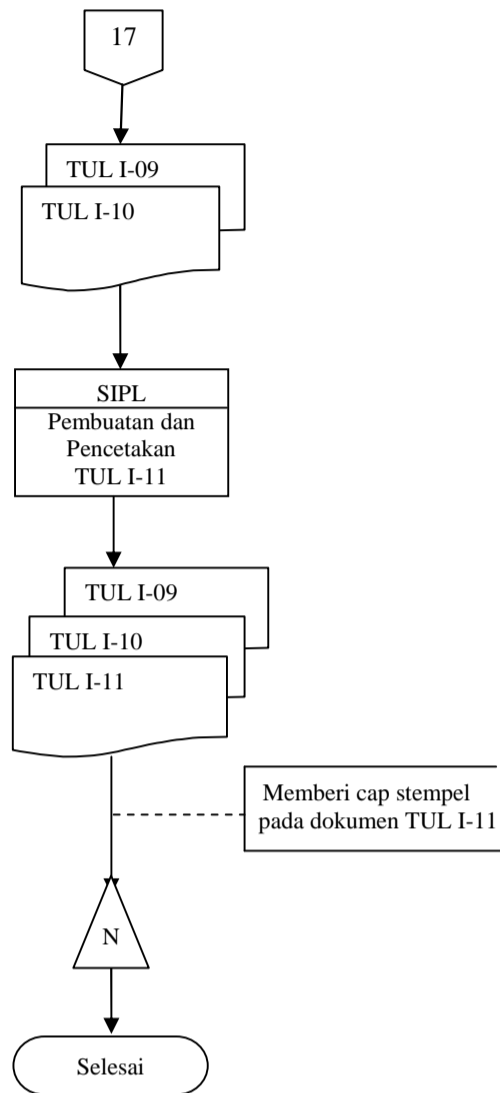 17
TUL I-09
TUL I-10
SIPL
Pembuatan dan
Pencetakan
TUL I-11
TUL I-09
TUL I-10
TUL I-11
Memberi cap stempel
pada dokumen TUL I-11
N
Selesai